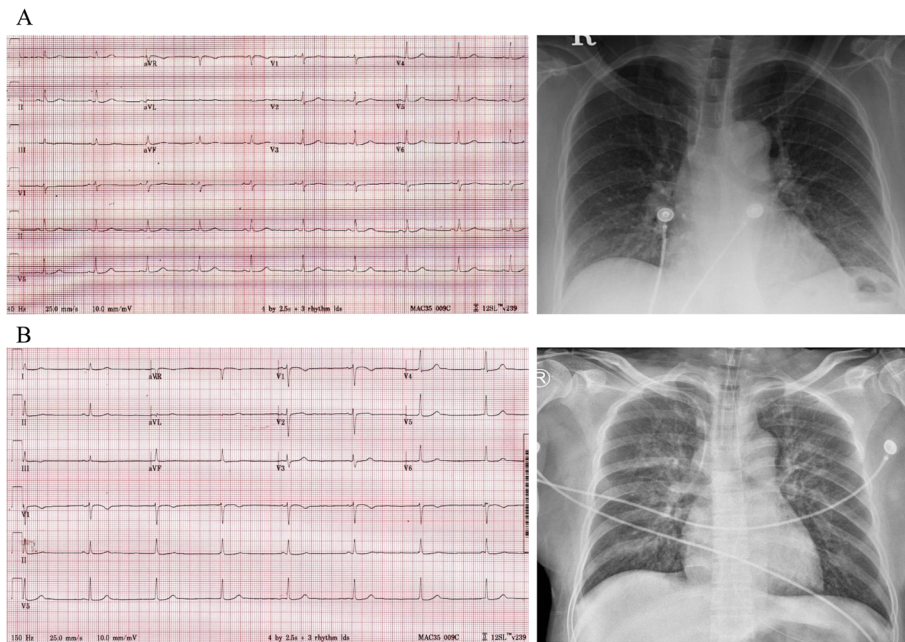 A
R
aVR V1 V4
II aVL V2 V5
III aVF V3 V6
V1
II
V5
40 Hz 25.0 mm/s 10.0 mm/mV 4 by 2.5s + 3 rhythm lds MAC35 009C 12SL™ v239
B
R
I aVR V1 V4
II aVL V2 V5
III aVF V3 V6
V1
II
V5
150 Hz 25.0 mm/s 10.0 mm/mV 4 by 2.5s + 3 rhythm lds MAC35 009C 12SL™ v239